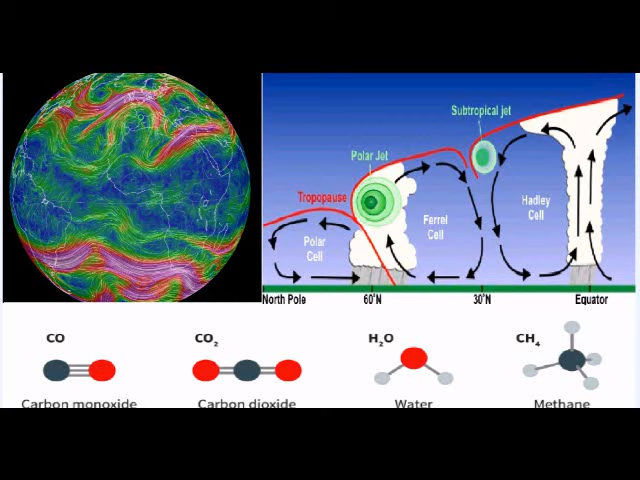 Subtropical jet
Polar Jet
Tropopause
Hadley
Cell
Ferrel
Cell
Polar
Cell
North Pole 60°N 30°N Equator
CO CO₂ H₂O CH₄
Carbon monoxide Carbon dioxide Water Methane